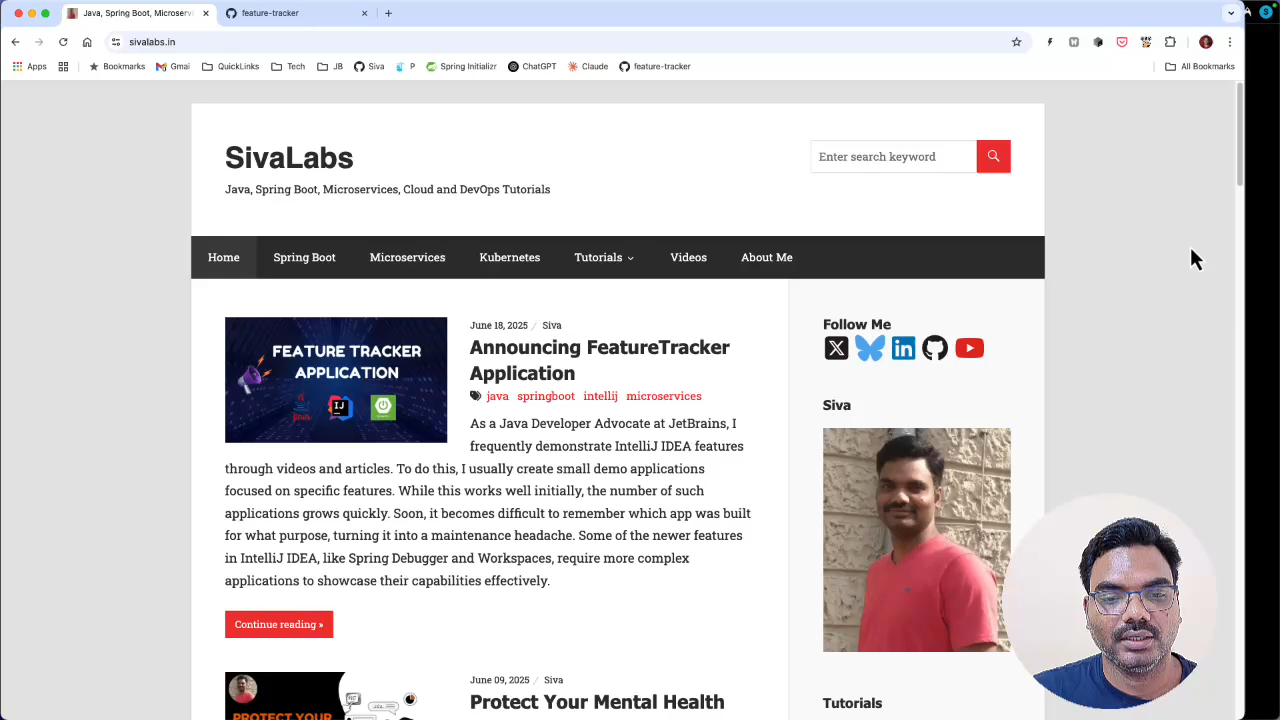 Java, Spring Boot, Microserv
feature-tracker
sivalabs.in
Apps
Bookmarks
Gmai
QuickLinks
Tech
JB
Siva
P
Spring Initializr
ChatGPT
Claude
feature-tracker
All Bookmarks
SivaLabs
Java, Spring Boot, Microservices, Cloud and DevOps Tutorials
Enter search keyword
Home
Spring Boot
Microservices
Kubernetes
Tutorials
Videos
About Me
FEATURE TRACKER
APPLICATION
IJ
June 18, 2025 / Siva
Announcing FeatureTracker
Application
java springboot intellij microservices
As a Java Developer Advocate at JetBrains, I
frequently demonstrate IntelliJ IDEA features
through videos and articles. To do this, I usually create small demo applications
focused on specific features. While this works well initially, the number of such
applications grows quickly. Soon, it becomes difficult to remember which app was built
for what purpose, turning it into a maintenance headache. Some of the newer features
in IntelliJ IDEA, like Spring Debugger and Workspaces, require more complex
applications to showcase their capabilities effectively.
Continue reading »
PROTECT YOUR
June 09, 2025 / Siva
Protect Your Mental Health
Follow Me
Siva
Tutorials